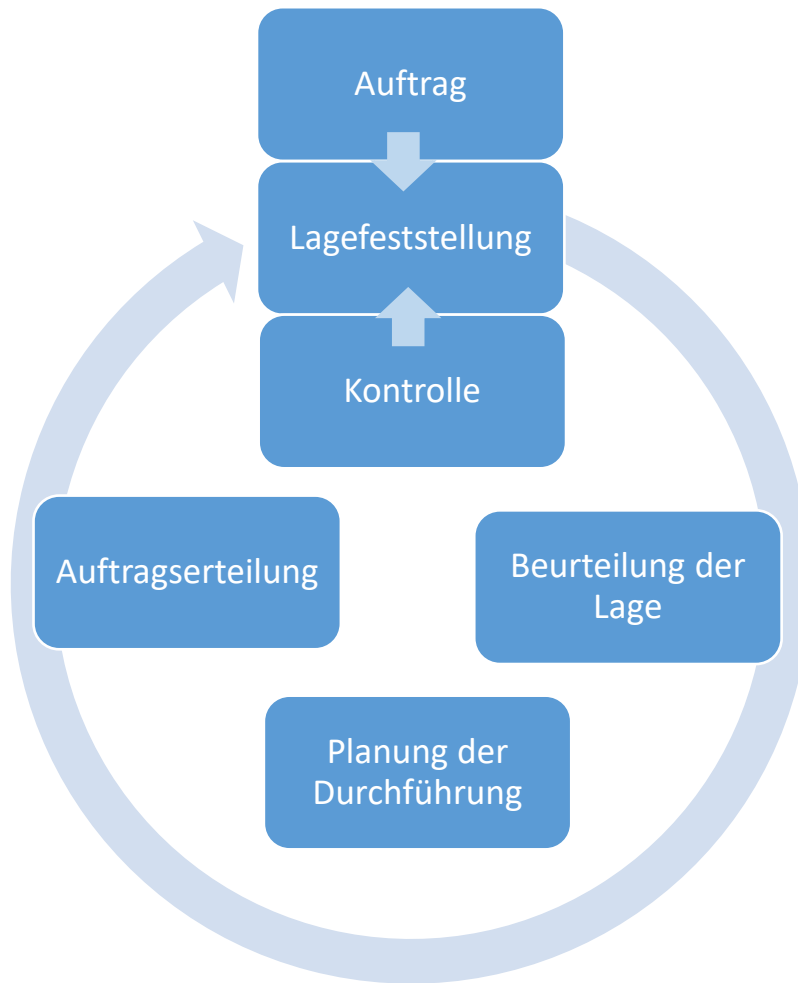 Auftrag
Lagefeststellung
Kontrolle
Auftragserteilung
Beurteilung der
Lage
Planung der
Durchführung